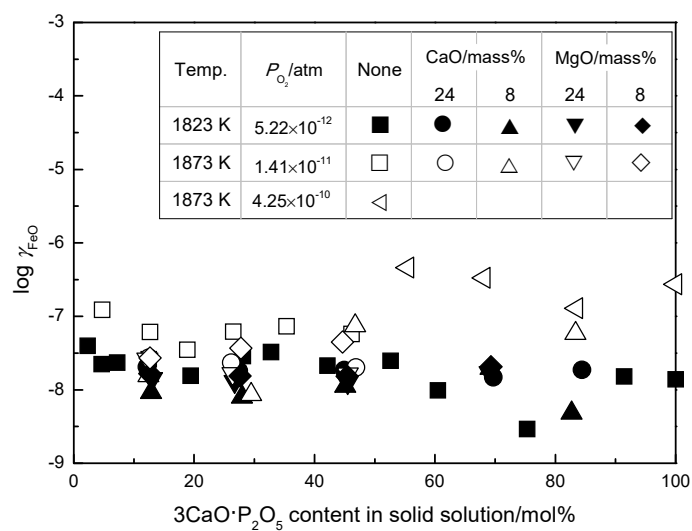 -3
-4
-5
-6
-7
-8
-9
log γFeO
Temp. PO2/atm None CaO/mass% MgO/mass%
24 8 24 8
1823 K 5.22×10-12
1873 K 1.41×10-11
1873 K 4.25×10-10
0 20 40 60 80 100
3CaO·P2O5 content in solid solution/mol%